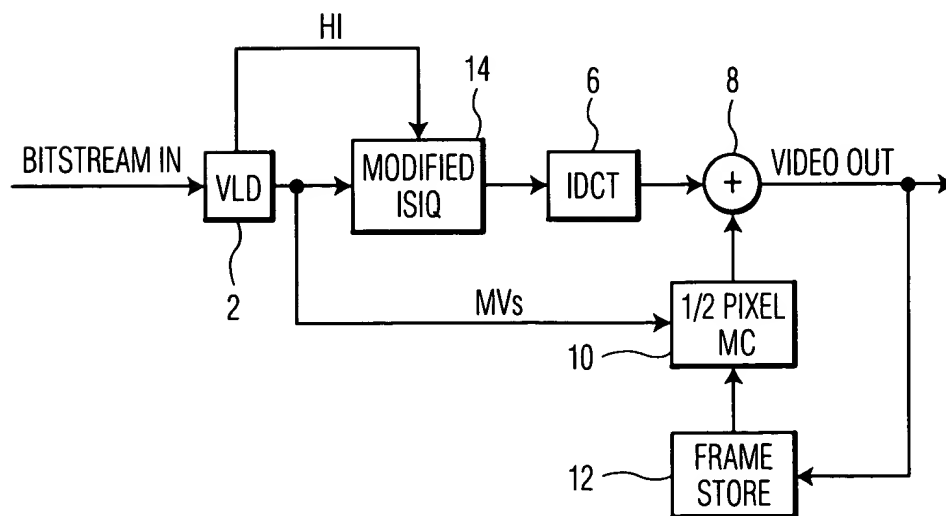 HI
14
6
8
BITSTREAM IN
VLD
MODIFIED
ISIQ
IDCT
+
VIDEO OUT
2
MVs
1/2 PIXEL
MC
10
12
FRAME
STORE